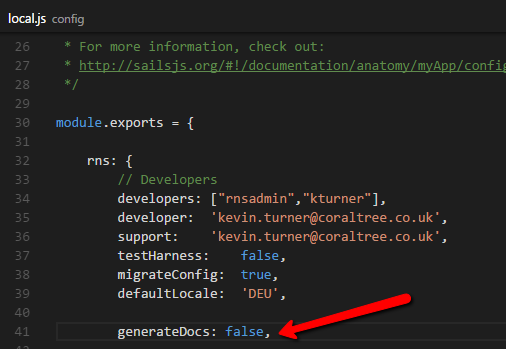 local.js config
26 * For more information, check out:
27 * http://sailsjs.org/#!/documentation/anatomy/myApp/config
28 */
29
30 module.exports = {
31
32 rns: {
33 // Developers
34 developers: ["rnsadmin","kturner"],
35 developer: 'kevin.turner@coraltree.co.uk',
36 support: 'kevin.turner@coraltree.co.uk',
37 testHarness: false,
38 migrateConfig: true,
39 defaultLocale: 'DEU',
40
41 generateDocs: false,